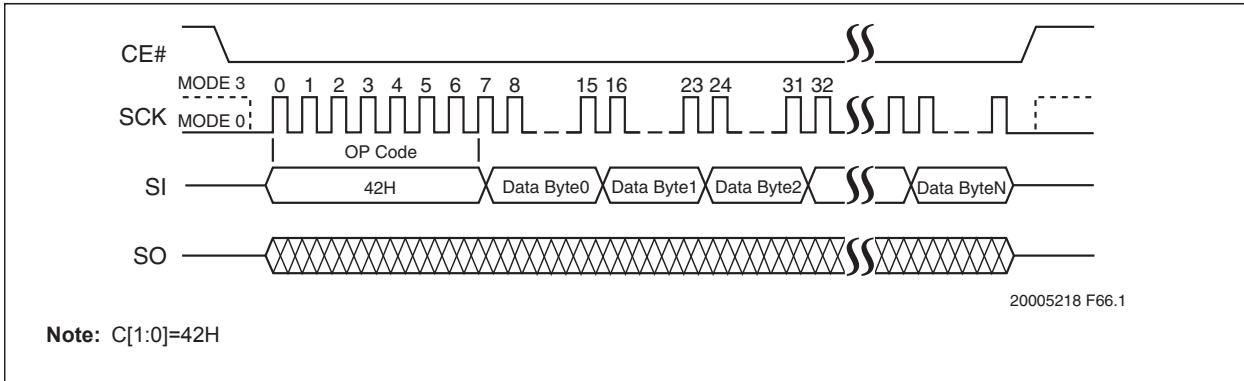 CE#
MODE 3
0 1 2 3 4 5 6 7 8 15 16 23 24 31 32
SCK
MODE 0
OP Code
SI
42H Data Byte0 Data Byte1 Data Byte2 Data ByteN
SO
20005218 F66.1
Note: C[1:0]=42H